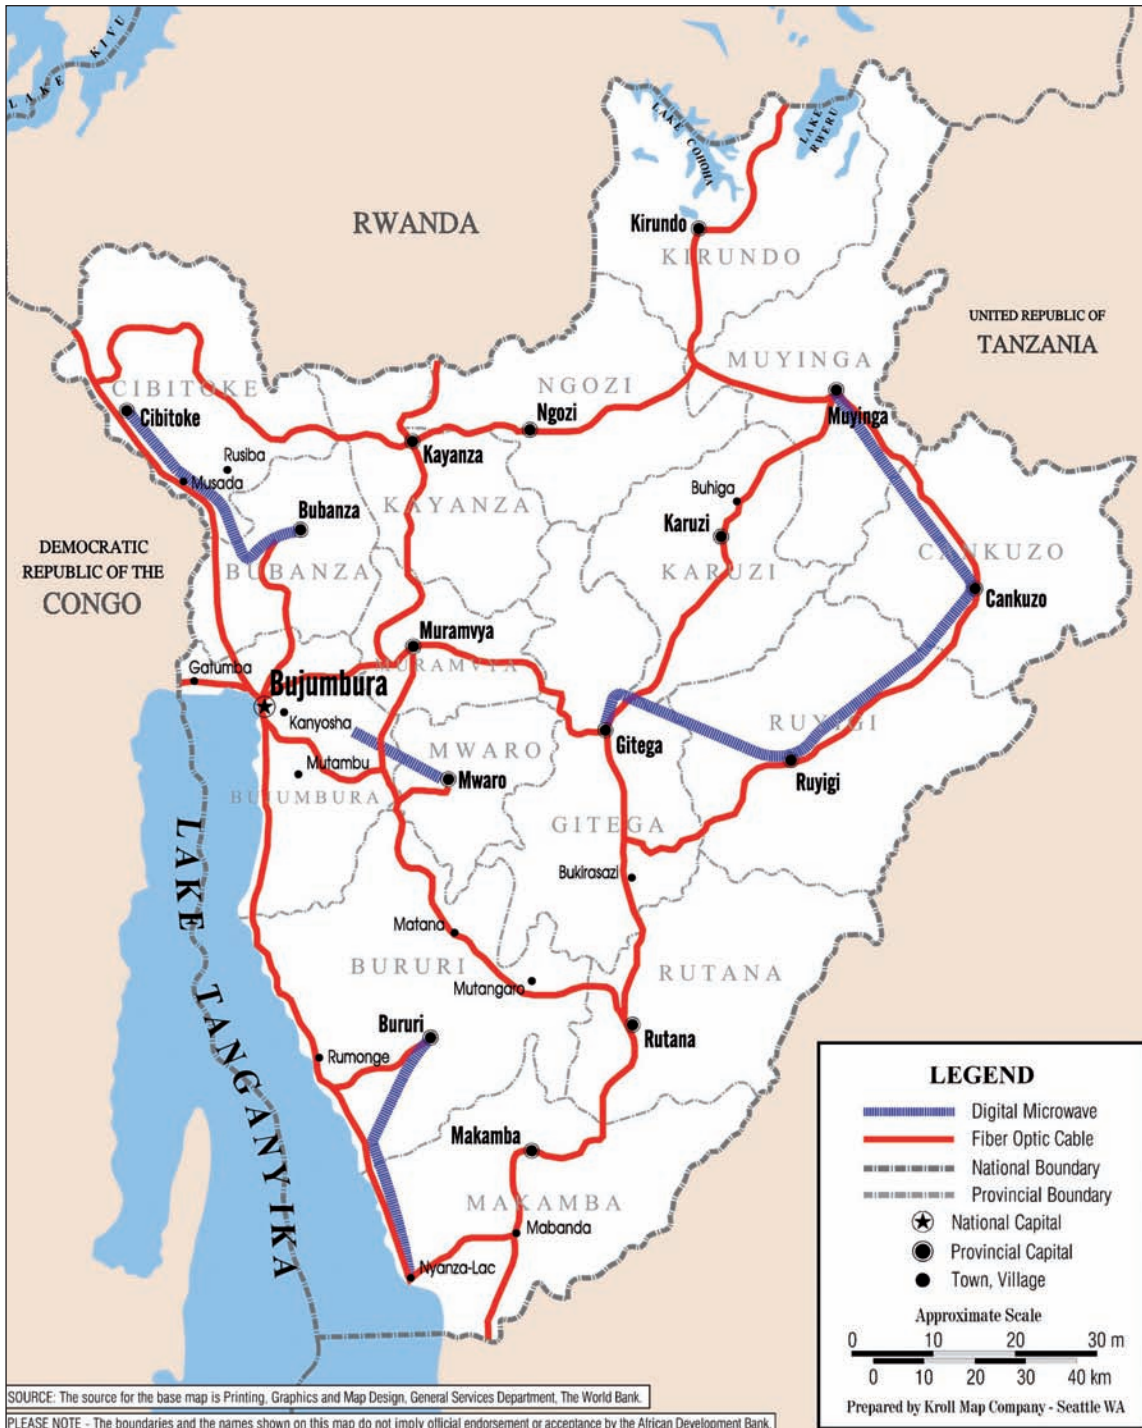 LAKE KIVU
LAKE COHOHA
LAKE RWERU
RWANDA
Kirundo
KIRUNDO
UNITED REPUBLIC OF
TANZANIA
MUYINGA
NGOZI
CIBITOKE
Muyinga
Cibitoke
Ngozi
Kayanza
Rusiba
Musada
Buhiga
KAYANZA
Bubanza
Karuzi
DEMOCRATIC
REPUBLIC OF THE
CONGO
CANKUZO
BUBANZA
KARUZI
Cankuzo
Muramvya
MURAMVYA
Gatumba
Bujumbura
Kanyosha
RUYIGI
Gitega
MWARO
Mutambu
Mwaro
Ruyigi
BUJUMBURA
GITEGA
Bukirasazi
LAKE TANGANYIKA
Matana
BURURI
RUTANA
Mutangaro
Bururi
Rutana
Rumonge
Makamba
MAKAMBA
Mabanda
Nyanza-Lac
LEGEND
Digital Microwave
Fiber Optic Cable
National Boundary
Provincial Boundary
National Capital
Provincial Capital
Town, Village
Approximate Scale
0 10 20 30 m
0 10 20 30 40 km
Prepared by Kroll Map Company - Seattle WA
SOURCE: The source for the base map is Printing, Graphics and Map Design, General Services Department, The World Bank.
PLEASE NOTE - The boundaries and the names shown on this map do not imply official endorsement or acceptance by the African Development Bank.